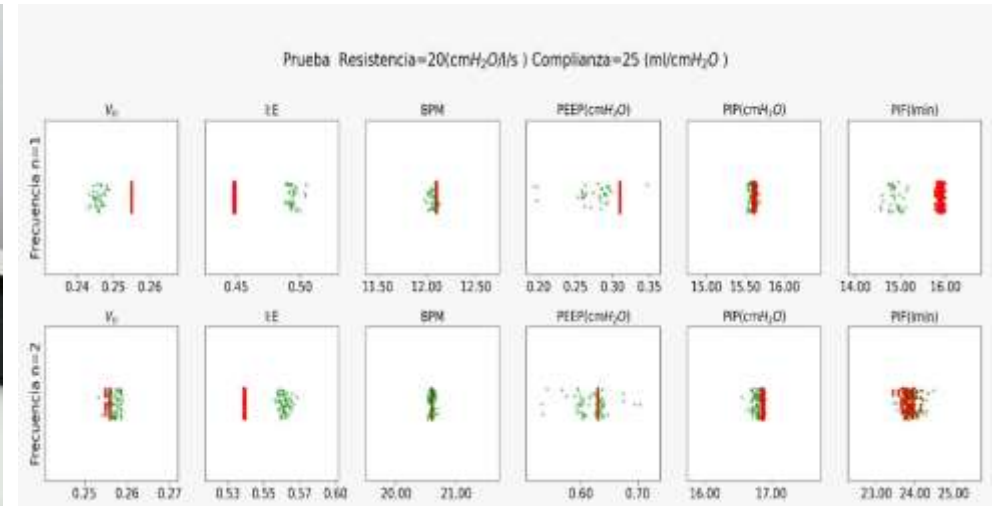 Prueba Resistencia=20(cmH₂O/l/s ) Complianza=25 (ml/cmH₂O )
I:E BPM PEEP(cmH₂O) PIP(cmH₂O) PIF(lmin)
Frecuencia n=1
0.24 0.25 0.26 0.45 0.50 11.50 12.00 12.50 0.20 0.25 0.30 0.35 15.00 15.50 16.00 14.00 15.00 16.00
I:E BPM PEEP(cmH₂O) PIP(cmH₂O) PIF(lmin)
Frecuencia n=2
0.25 0.26 0.27 0.53 0.55 0.57 0.60 20.00 21.00 0.60 0.70 16.00 17.00 23.00 24.00 25.00